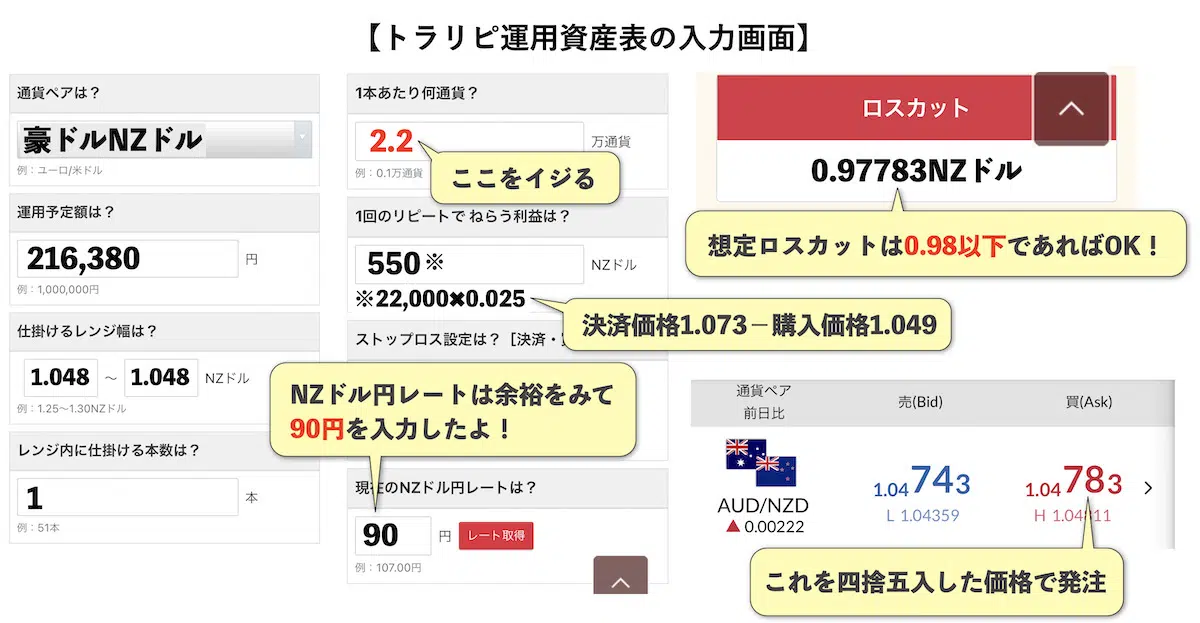 【トラリピ運用資産表の入力画面】
通貨ペアは？
豪ドルNZドル
例：ユーロ/米ドル
運用予定額は？
216,380 円
例：1,000,000円
仕掛けるレンジ幅は？
1.048 ～ 1.048 NZドル
例：1.25～1.30NZドル
レンジ内に仕掛ける本数は？
1 本
例：51本
1本あたり何通貨？
2.2 万通貨
例：0.1万通貨
ここをイジる
1回のリピートで ねらう利益は？
550※ NZドル
※22,000✖0.025
決済価格1.073－購入価格1.049
ストップロス設定は？［決済・
NZドル円レートは余裕をみて
90円を入力したよ！
現在のNZドル円レートは？
90 円 レート取得
例：107.00円
ロスカット
0.97783NZドル
想定ロスカットは0.98以下であればOK！
通貨ペア
前日比
売(Bid)
買(Ask)
AUD/NZD
▲0.00222
1.04743
L 1.04359
1.04783
これを四捨五入した価格で発注